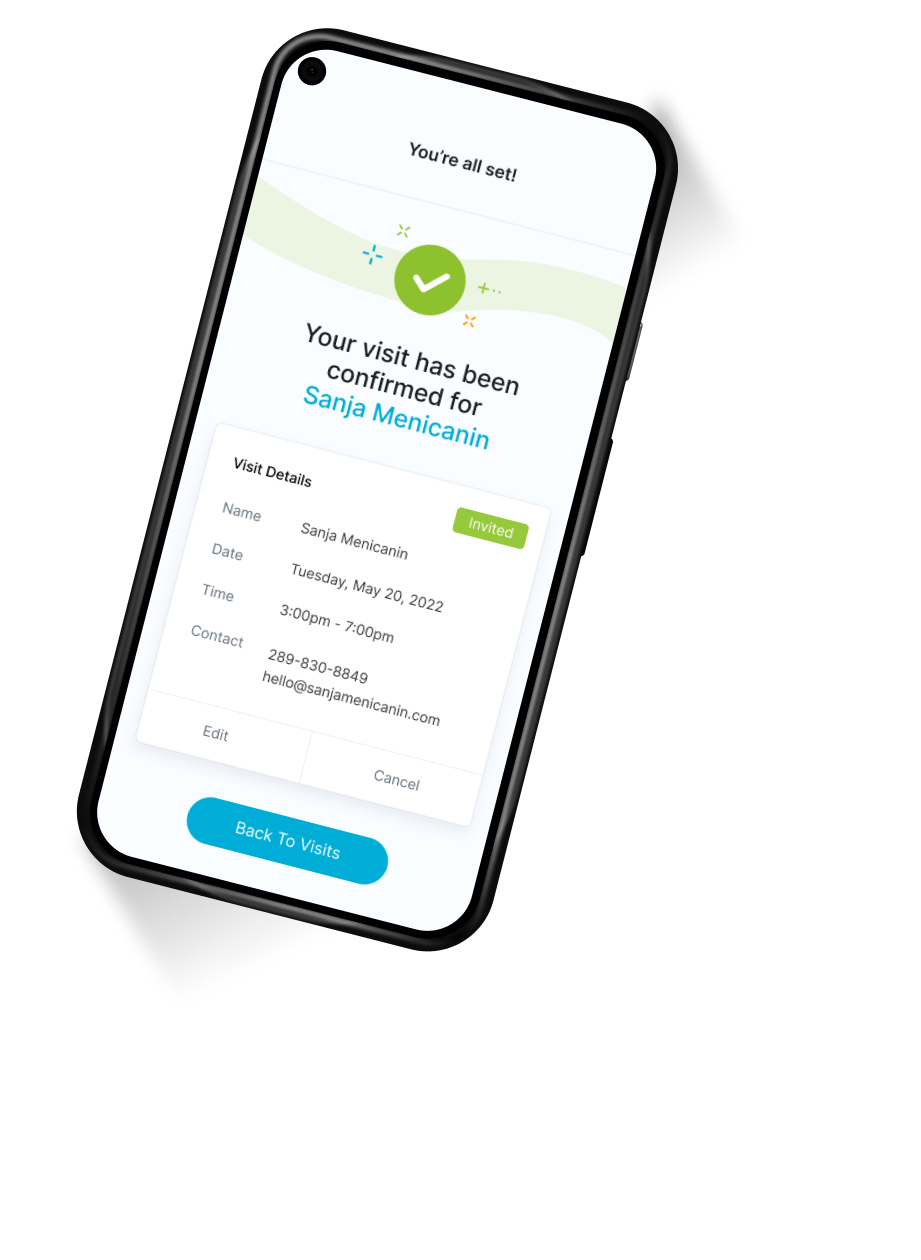 You’re all set!
Your visit has been
confirmed for
Sanja Menicanin
Visit Details
Invited
Name Sanja Menicanin
Date Tuesday, May 20, 2022
Time 3:00pm - 7:00pm
Contact 289-830-8849
hello@sanjamenicanin.com
Edit Cancel
Back To Visits